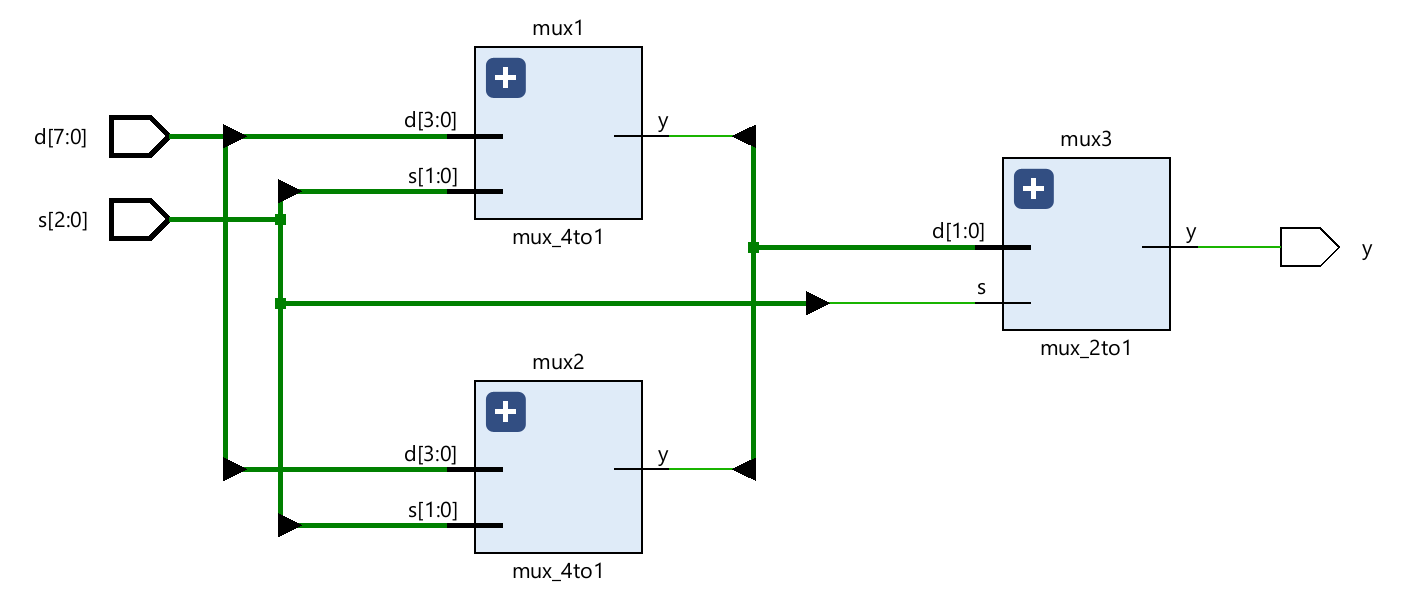 mux1
d[7:0]
d[3:0]
y
s[1:0]
s[2:0]
mux_4to1
mux3
d[1:0]
y
y
s
mux_2to1
mux2
d[3:0]
y
s[1:0]
mux_4to1